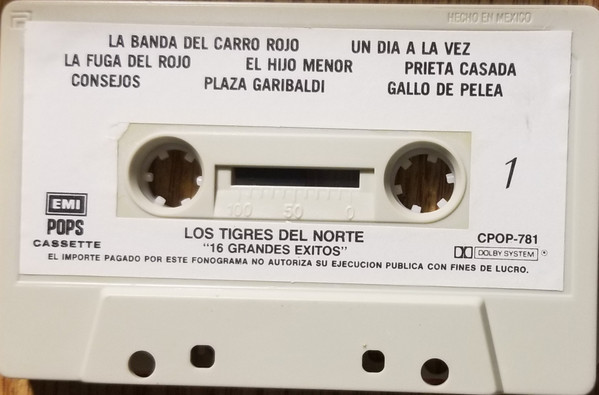 HECHO EN MEXICO
LA BANDA DEL CARRO ROJO UN DIA A LA VEZ
LA FUGA DEL ROJO EL HIJO MENOR PRIETA CASADA
CONSEJOS PLAZA GARIBALDI GALLO DE PELEA
1
100 50 0
EMI
POPS
CASSETTE
LOS TIGRES DEL NORTE
"16 GRANDES EXITOS"
CPOP-781
DOLBY SYSTEM
EL IMPORTE PAGADO POR ESTE FONOGRAMA NO AUTORIZA SU EJECUCION PUBLICA CON FINES DE LUCRO.